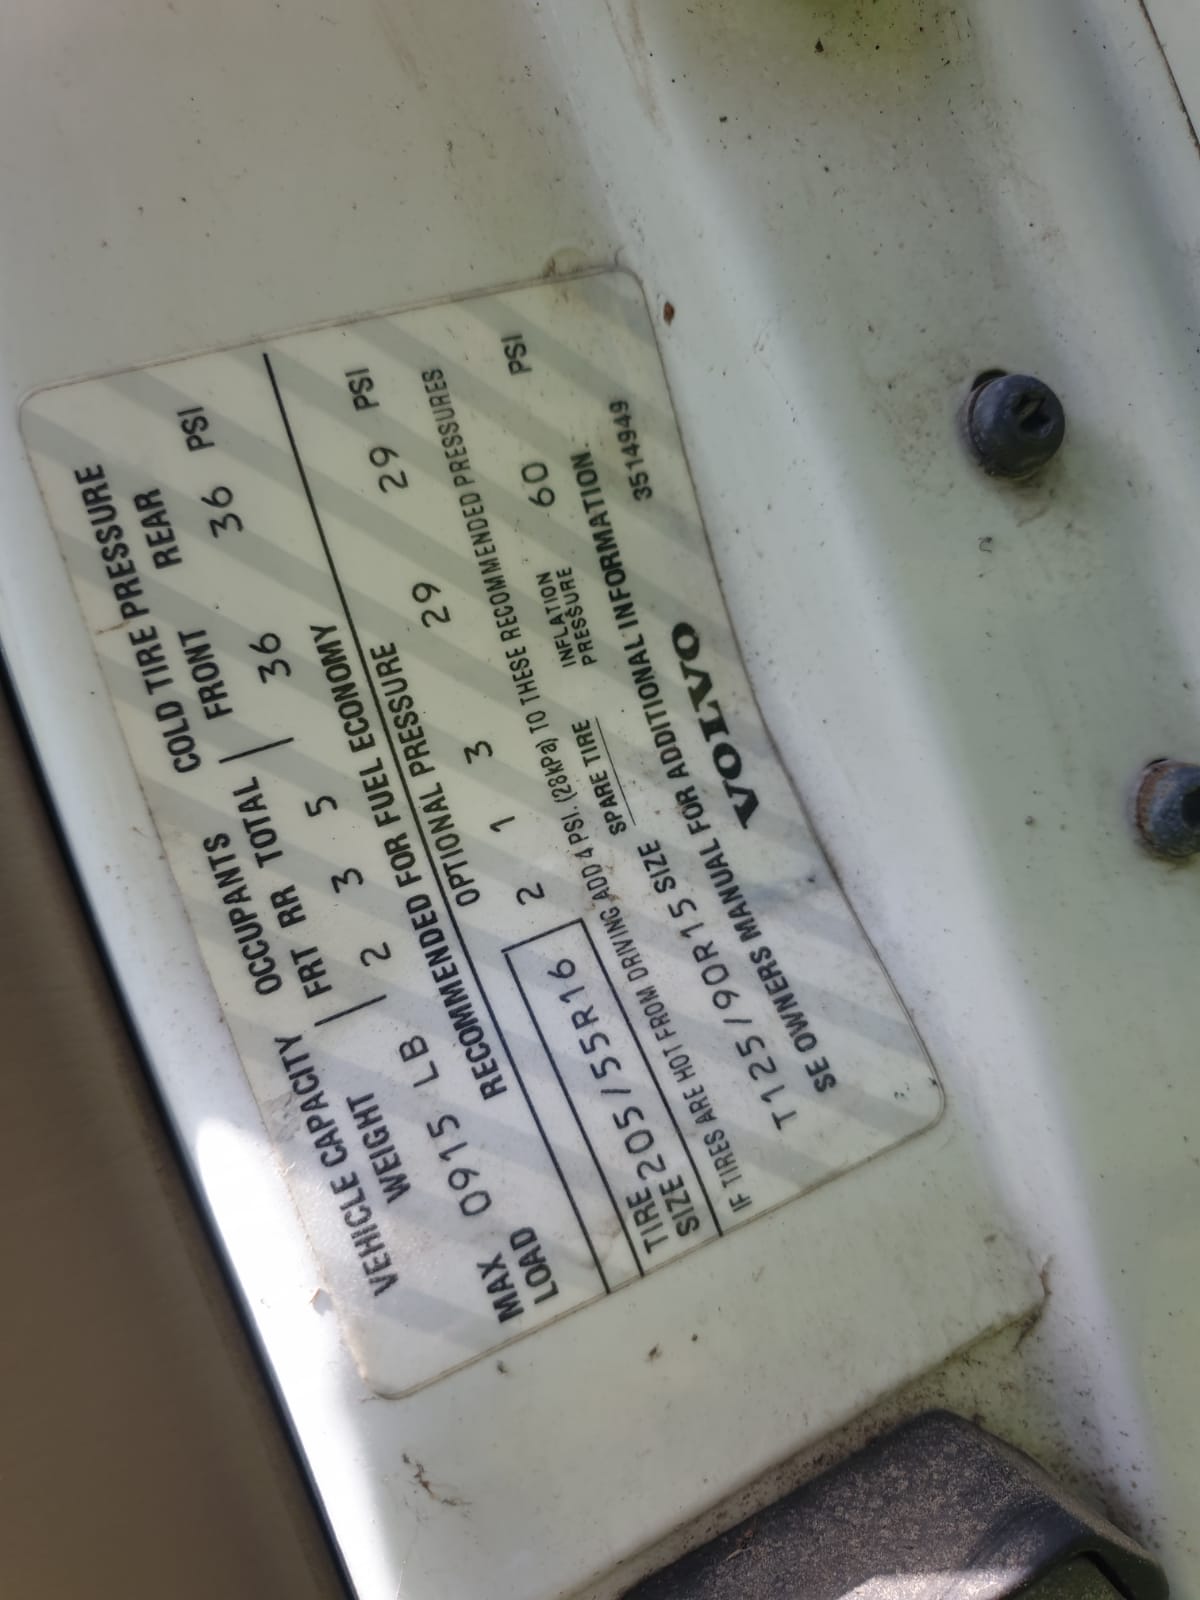 VEHICLE CAPACITY OCCUPANTS COLD TIRE PRESSURE
WEIGHT FRT RR TOTAL FRONT REAR
MAX LOAD 0915 LB 2 3 5 36 36 PSI
RECOMMENDED FOR FUEL ECONOMY
OPTIONAL PRESSURE
TIRE SIZE 205/55R16 2 1 3 29 29 PSI
IF TIRES ARE HOT FROM DRIVING ADD 4 PSI. (28kPa) TO THESE RECOMMENDED PRESSURES
T125/90R15 SIZE SPARE TIRE INFLATION PRESSURE 60 PSI
SE OWNERS MANUAL FOR ADDITIONAL INFORMATION.
VOLVO 3514949